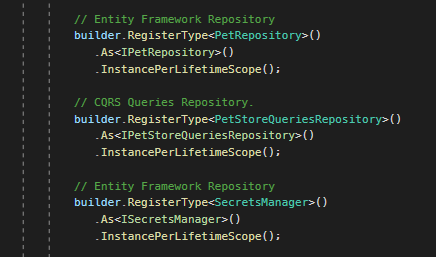 // Entity Framework Repository
builder.RegisterType<PetRepository>()
.As<IPetRepository>()
.InstancePerLifetimeScope();
// CQRS Queries Repository.
builder.RegisterType<PetStoreQueriesRepository>()
.As<IPetStoreQueriesRepository>()
.InstancePerLifetimeScope();
// Entity Framework Repository
builder.RegisterType<SecretsManager>()
.As<ISecretsManager>()
.InstancePerLifetimeScope();